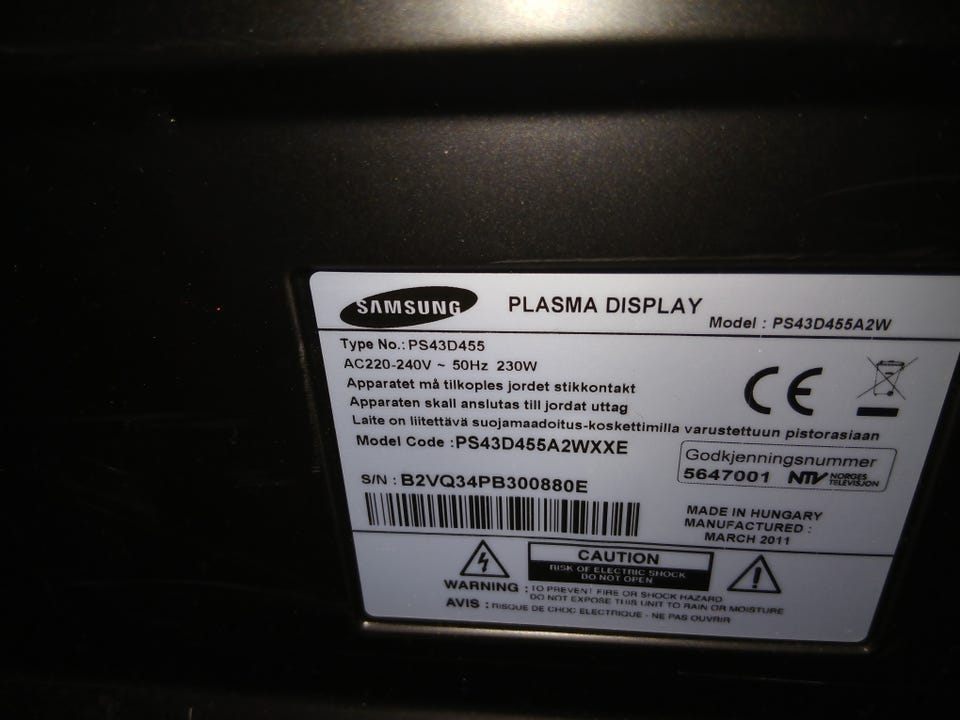 SAMSUNG PLASMA DISPLAY
Model : PS43D455A2W
Type No.: PS43D455
AC220-240V ~ 50Hz 230W
Apparatet må tilkoples jordet stikkontakt
Apparaten skall anslutas till jordat uttag
Laite on liitettävä suojamaadoitus-koskettimilla varustettuun pistorasiaan
Model Code : PS43D455A2WXXE
Godkjenningsnummer
5647001 NTV NORGES TELEVISJON
S/N : B2VQ34PB300880E
MADE IN HUNGARY
MANUFACTURED :
MARCH 2011
CAUTION
RISK OF ELECTRIC SHOCK
DO NOT OPEN
WARNING : TO PREVENT FIRE OR SHOCK HAZARD
DO NOT EXPOSE THIS UNIT TO RAIN OR MOISTURE
AVIS : RISQUE DE CHOC ELECTRIQUE - NE PAS OUVRIR